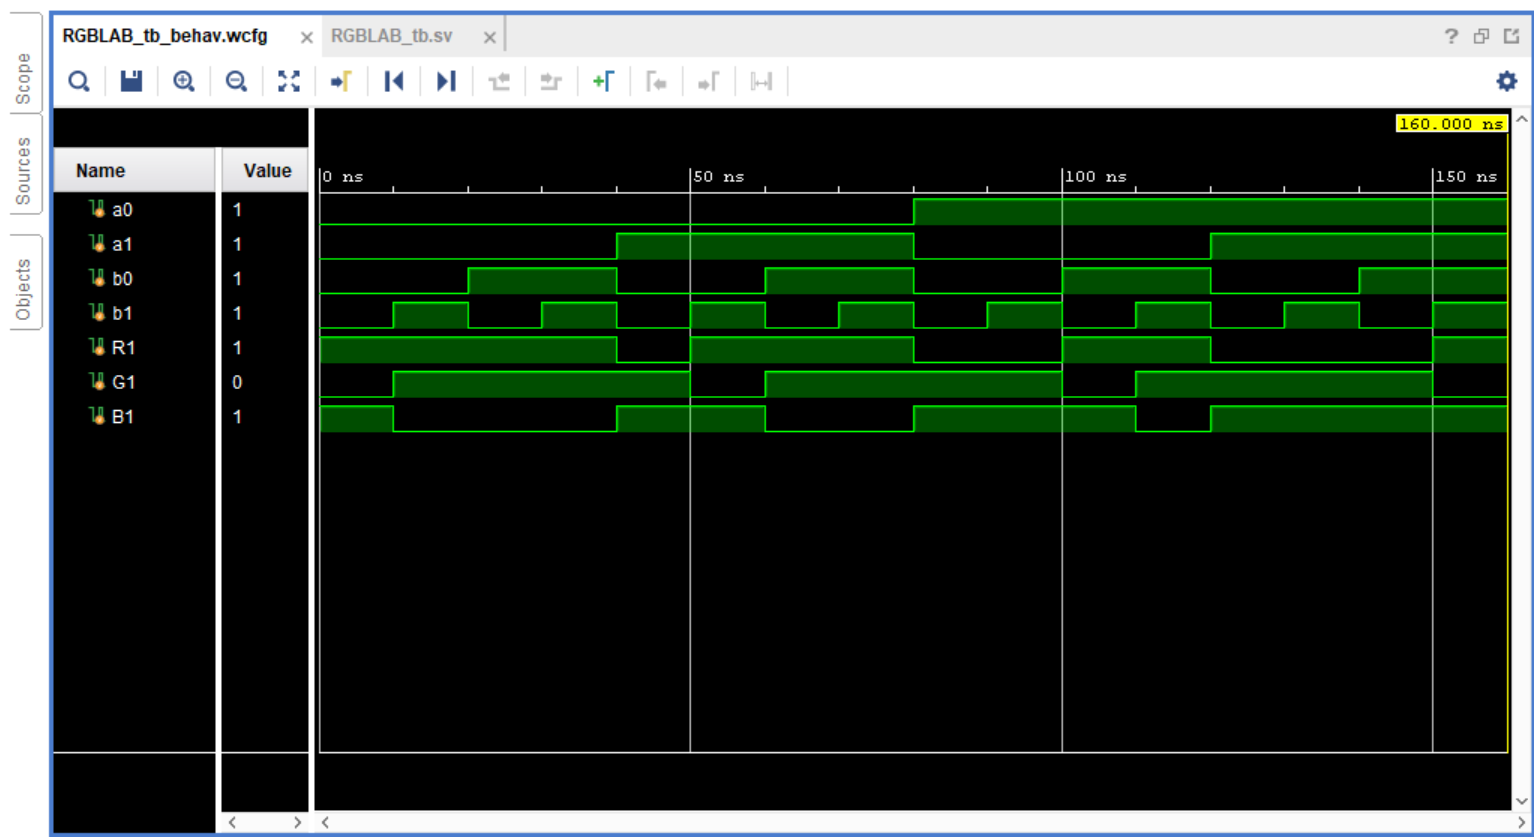 RGBLAB_tb_behav.wcfg × RGBLAB_tb.sv ×
Scope
Sources
Objects
160.000 ns
Name Value
0 ns 50 ns 100 ns 150 ns
a0 1
a1 1
b0 1
b1 1
R1 1
G1 0
B1 1